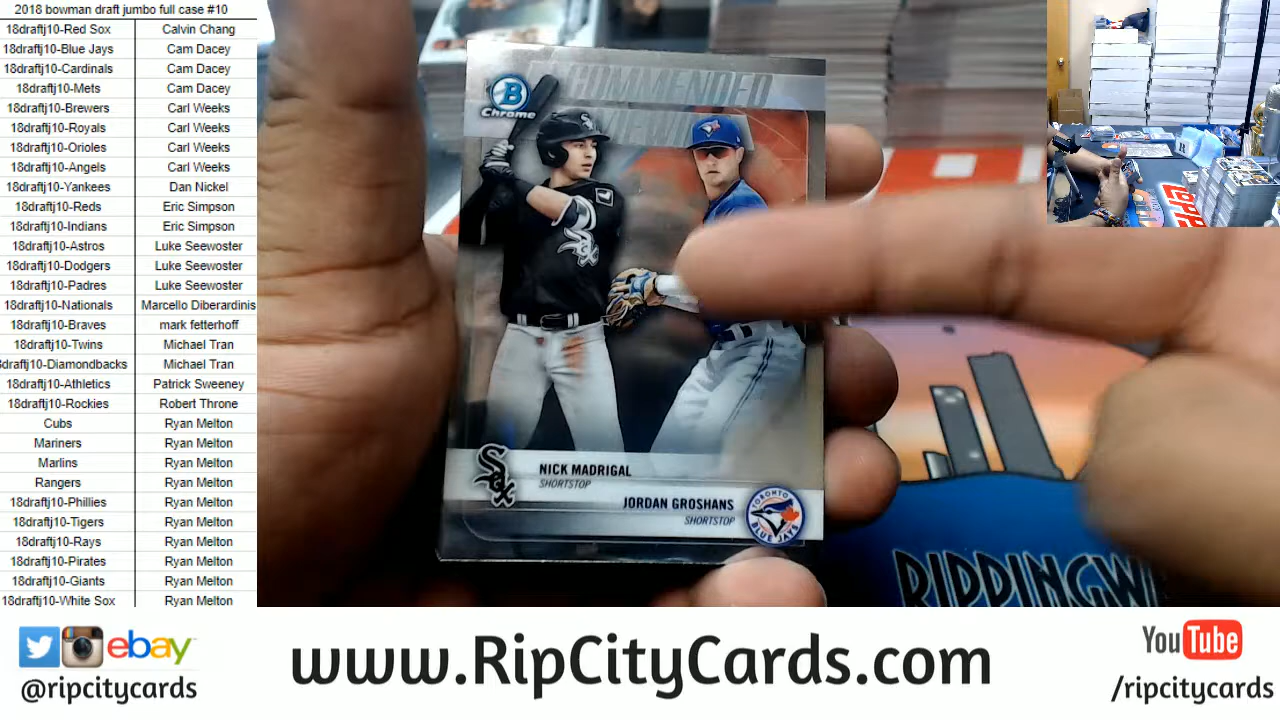 2018 bowman draft jumbo full case #10
18draftj10-Red Sox Calvin Chang
18draftj10-Blue Jays Cam Dacey
18draftj10-Cardinals Cam Dacey
18draftj10-Mets Cam Dacey
18draftj10-Brewers Carl Weeks
18draftj10-Royals Carl Weeks
18draftj10-Orioles Carl Weeks
18draftj10-Angels Carl Weeks
18draftj10-Yankees Dan Nickel
18draftj10-Reds Eric Simpson
18draftj10-Indians Eric Simpson
18draftj10-Astros Luke Seewoster
18draftj10-Dodgers Luke Seewoster
18draftj10-Padres Luke Seewoster
18draftj10-Nationals Marcello Diberardinis
18draftj10-Braves mark fetterhoff
18draftj10-Twins Michael Tran
8draftj10-Diamondbacks Michael Tran
18draftj10-Athletics Patrick Sweeney
18draftj10-Rockies Robert Throne
Cubs Ryan Melton
Mariners Ryan Melton
Marlins Ryan Melton
Rangers Ryan Melton
18draftj10-Phillies Ryan Melton
18draftj10-Tigers Ryan Melton
18draftj10-Rays Ryan Melton
18draftj10-Pirates Ryan Melton
18draftj10-Giants Ryan Melton
18draftj10-White Sox Ryan Melton
COMMENDED
B
Chrome
Sox
NICK MADRIGAL
SHORTSTOP
JORDAN GROSHANS
SHORTSTOP
TORONTO
BLUE JAYS
RIPPINGW
ebay
@ripcitycards
www.RipCityCards.com
YouTube
/ripcitycards